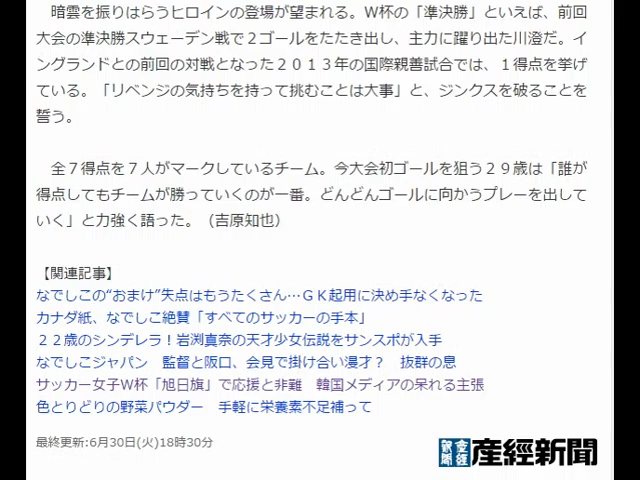 暗雲を振りはらうヒロインの登場が望まれる。Ｗ杯の「準決勝」といえば、前回
大会の準決勝スウェーデン戦で２ゴールをたたき出し、主力に躍り出た川澄だ。イ
ングランドとの前回の対戦となった２０１３年の国際親善試合では、１得点を挙げ
ている。「リベンジの気持ちを持って挑むことは大事」と、ジンクスを破ることを
誓う。
全７得点を７人がマークしているチーム。今大会初ゴールを狙う２９歳は「誰が
得点してもチームが勝っていくのが一番。どんどんゴールに向かうプレーを出して
いく」と力強く語った。（吉原知也）
【関連記事】
なでしこの“おまけ”失点はもうたくさん…ＧＫ起用に決め手なくなった
カナダ紙、なでしこ絶賛「すべてのサッカーの手本」
２２歳のシンデレラ！岩渕真奈の天才少女伝説をサンスポが入手
なでしこジャパン　監督と阪口、会見で掛け合い漫才？　抜群の息
サッカー女子Ｗ杯「旭日旗」で応援と非難　韓国メディアの呆れる主張
色とりどりの野菜パウダー　手軽に栄養素不足補って
最終更新:6月30日(火)18時30分
産経新聞